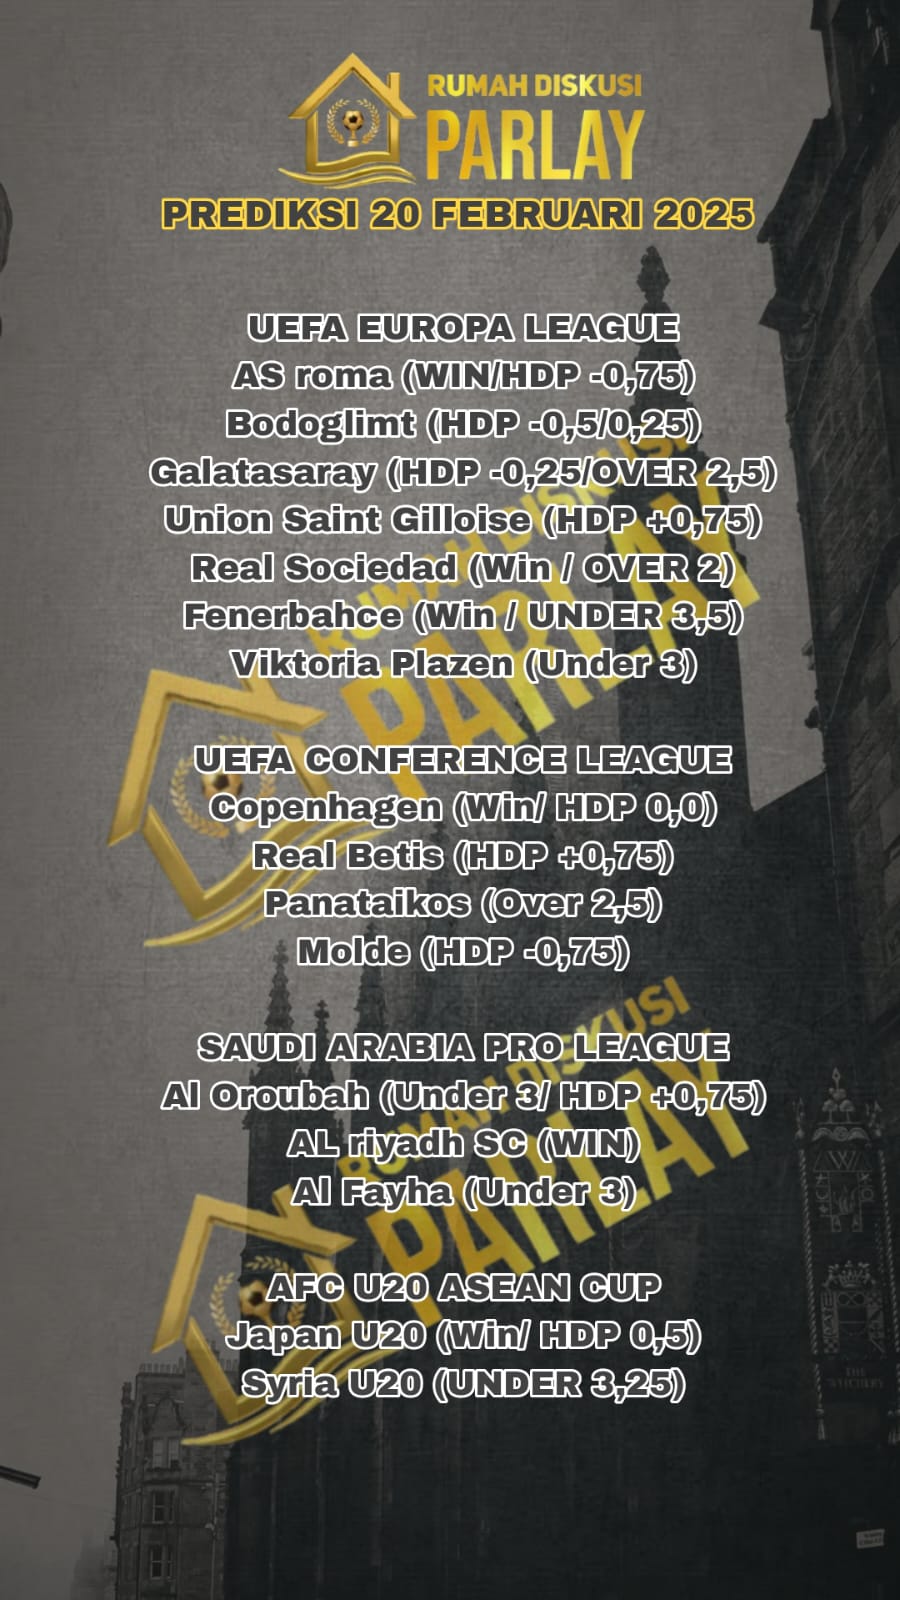 RUMAH DISKUSI
PARLAY
PREDIKSI 20 FEBRUARI 2025
UEFA EUROPA LEAGUE
AS roma (WIN/HDP -0,75)
Bodoglimt (HDP -0,5/0,25)
Galatasaray (HDP -0,25/OVER 2,5)
Union Saint Gilloise (HDP +0,75)
Real Sociedad (Win / OVER 2)
Fenerbahce (Win / UNDER 3,5)
Viktoria Plazen (Under 3)
UEFA CONFERENCE LEAGUE
Copenhagen (Win/ HDP 0,0)
Real Betis (HDP +0,75)
Panataikos (Over 2,5)
Molde (HDP -0,75)
SAUDI ARABIA PRO LEAGUE
Al Oroubah (Under 3/ HDP +0,75)
AL riyadh SC (WIN)
Al Fayha (Under 3)
AFC U20 ASEAN CUP
Japan U20 (Win/ HDP 0,5)
Syria U20 (UNDER 3,25)
RUMAH DISKUSI
PARLAY
RUMAH DISKUSI
PARLAY
THE
WITCHERY